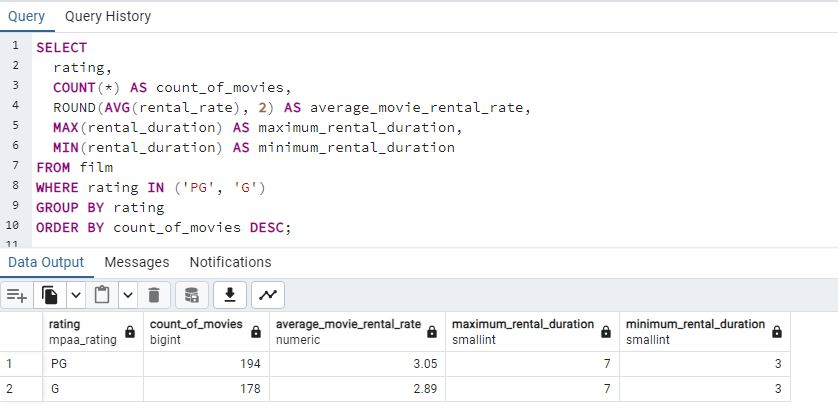 Query Query History
1 SELECT
2 rating,
3 COUNT(*) AS count_of_movies,
4 ROUND(AVG(rental_rate), 2) AS average_movie_rental_rate,
5 MAX(rental_duration) AS maximum_rental_duration,
6 MIN(rental_duration) AS minimum_rental_duration
7 FROM film
8 WHERE rating IN ('PG', 'G')
9 GROUP BY rating
10 ORDER BY count_of_movies DESC;
11
Data Output Messages Notifications
rating count_of_movies average_movie_rental_rate maximum_rental_duration minimum_rental_duration
mpaa_rating bigint numeric smallint smallint
1 PG 194 3.05 7 3
2 G 178 2.89 7 3